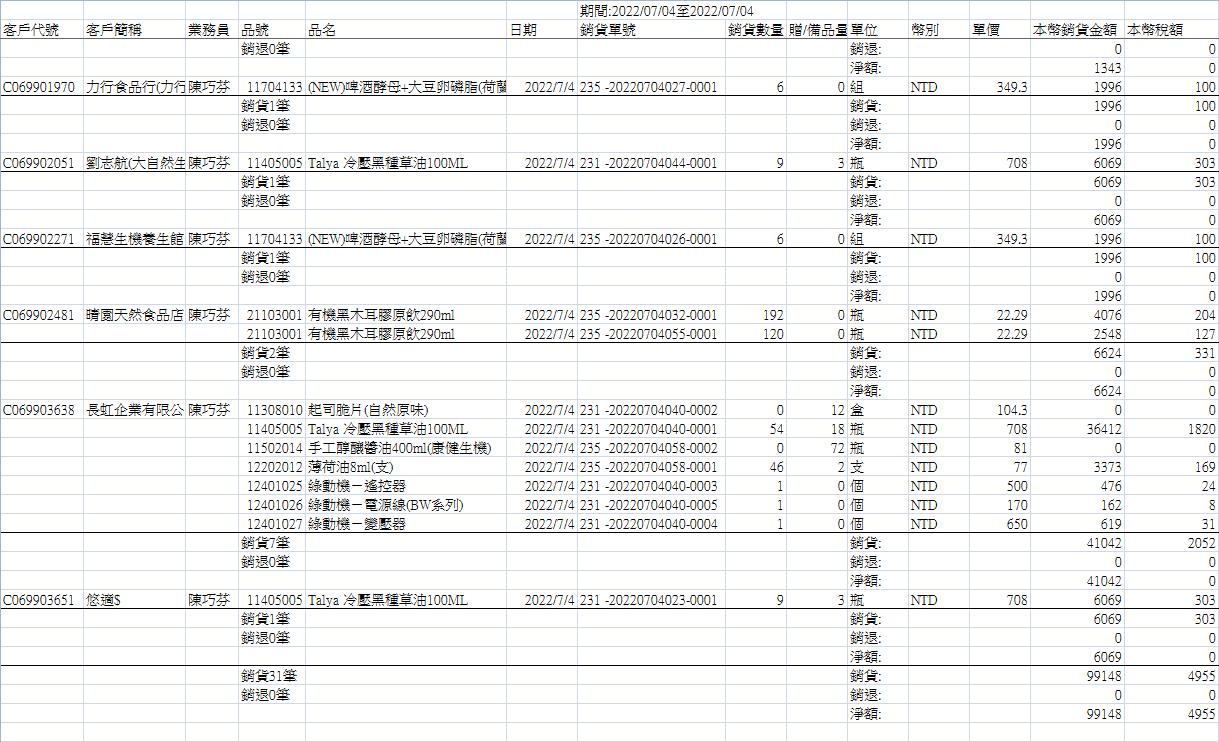 期間:2022/07/04至2022/07/04
客戶代號 客戶簡稱 業務員 品號 品名 日期 銷貨單號 銷貨數量 贈/備品量 單位 幣別 單價 本幣銷貨金額 本幣稅額
銷退0筆 銷退: 0 0
淨額: 1343 0
C069901970 力行食品行(力行 陳巧芬 11704133 (NEW)啤酒酵母+大豆卵磷脂(荷蘭 2022/7/4 235 -20220704027-0001 6 0 組 NTD 349.3 1996 100
銷貨1筆 銷貨: 1996 100
銷退0筆 銷退: 0 0
淨額: 1996 0
C069902051 劉志航(大自然生 陳巧芬 11405005 Talya 冷壓黑種草油100ML 2022/7/4 231 -20220704044-0001 9 3 瓶 NTD 708 6069 303
銷貨1筆 銷貨: 6069 303
銷退0筆 銷退: 0 0
淨額: 6069 0
C069902271 福慧生機養生館 陳巧芬 11704133 (NEW)啤酒酵母+大豆卵磷脂(荷蘭 2022/7/4 235 -20220704026-0001 6 0 組 NTD 349.3 1996 100
銷貨1筆 銷貨: 1996 100
銷退0筆 銷退: 0 0
淨額: 1996 0
C069902481 晴園天然食品店 陳巧芬 21103001 有機黑木耳膠原飲290ml 2022/7/4 235 -20220704032-0001 192 0 瓶 NTD 22.29 4076 204
21103001 有機黑木耳膠原飲290ml 2022/7/4 235 -20220704055-0001 120 0 瓶 NTD 22.29 2548 127
銷貨2筆 銷貨: 6624 331
銷退0筆 銷退: 0 0
淨額: 6624 0
C069903638 長虹企業有限公 陳巧芬 11308010 起司脆片(自然原味) 2022/7/4 231 -20220704040-0002 0 12 盒 NTD 104.3 0 0
11405005 Talya 冷壓黑種草油100ML 2022/7/4 231 -20220704040-0001 54 18 瓶 NTD 708 36412 1820
11502014 手工醇釀醬油400ml(康健生機) 2022/7/4 231 -20220704058-0002 0 72 瓶 NTD 81 0 0
12202012 薄荷油8ml(支) 2022/7/4 231 -20220704058-0001 46 2 支 NTD 77 3373 169
12401025 綠動機－遙控器 2022/7/4 231 -20220704040-0003 1 0 個 NTD 500 476 24
12401026 綠動機－電源線(BW系列) 2022/7/4 231 -20220704040-0005 1 0 個 NTD 170 162 8
12401027 綠動機－變壓器 2022/7/4 231 -20220704040-0004 1 0 個 NTD 650 619 31
銷貨7筆 銷貨: 41042 2052
銷退0筆 銷退: 0 0
淨額: 41042 0
C069903651 悠適$ 陳巧芬 11405005 Talya 冷壓黑種草油100ML 2022/7/4 231 -20220704023-0001 9 3 瓶 NTD 708 6069 303
銷貨1筆 銷貨: 6069 303
銷退0筆 銷退: 0 0
淨額: 6069 0
銷貨31筆 銷貨: 99148 4955
銷退0筆 銷退: 0 0
淨額: 99148 4955